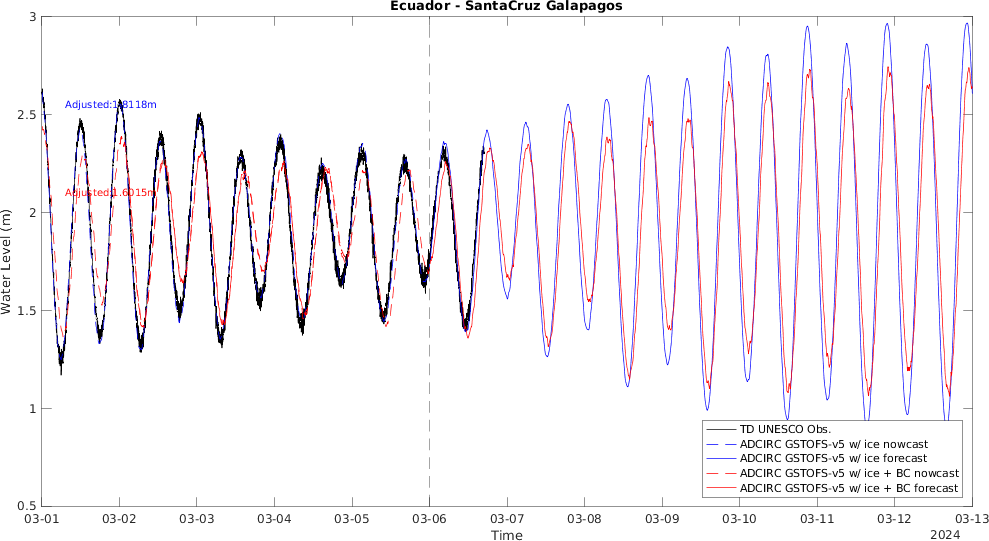 Ecuador - SantaCruz Galapagos
Water Level (m)
3
2.5
2
1.5
1
0.5
Adjusted:1.8118m
Adjusted:1.6015m
TD UNESCO Obs.
ADCIRC GSTOFS-v5 w/ ice nowcast
ADCIRC GSTOFS-v5 w/ ice forecast
ADCIRC GSTOFS-v5 w/ ice + BC nowcast
ADCIRC GSTOFS-v5 w/ ice + BC forecast
03-01 03-02 03-03 03-04 03-05 03-06 03-07 03-08 03-09 03-10 03-11 03-12 03-13
Time
2024